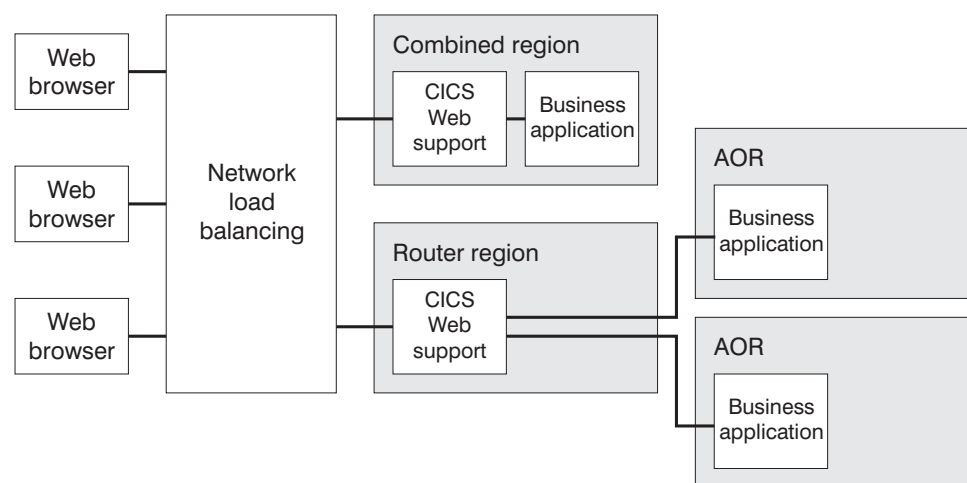 Web
browser
Web
browser
Web
browser
Network
load
balancing
Combined region
CICS
Web
support
Business
application
Router region
CICS
Web
support
AOR
Business
application
AOR
Business
application